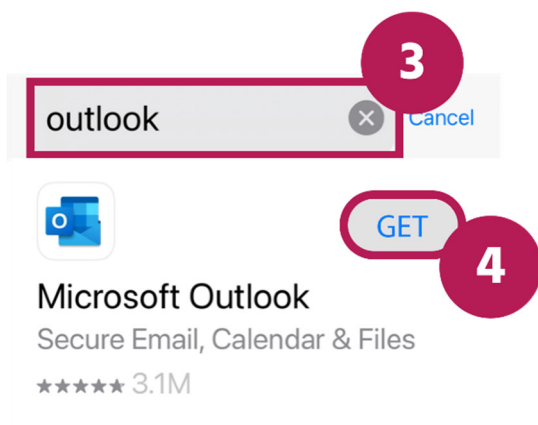 3
outlook Cancel
O
GET
4
Microsoft Outlook
Secure Email, Calendar & Files
★★★★★ 3.1M